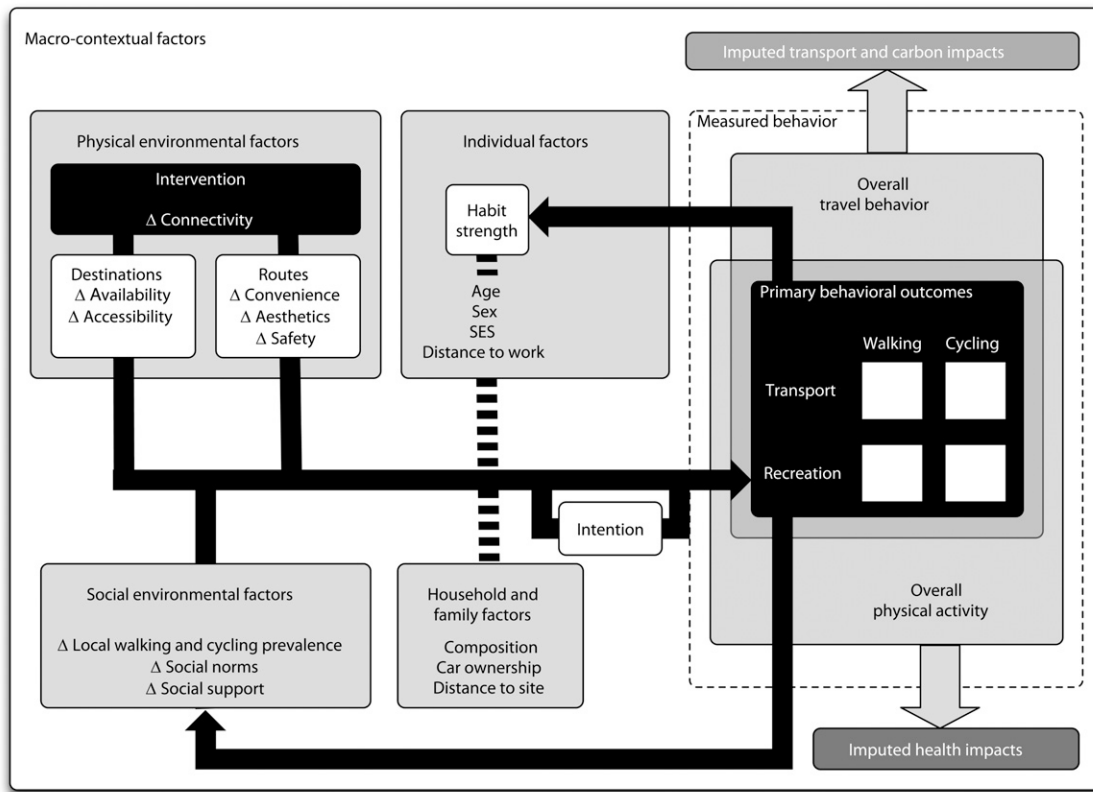 Macro-contextual factors
Imputed transport and carbon impacts
Physical environmental factors
Intervention
Δ Connectivity
Destinations
Δ Availability
Δ Accessibility
Routes
Δ Convenience
Δ Aesthetics
Δ Safety
Individual factors
Habit
strength
Age
Sex
SES
Distance to work
Measured behavior
Overall
travel behavior
Primary behavioral outcomes
Walking
Cycling
Transport
Recreation
Intention
Social environmental factors
Δ Local walking and cycling prevalence
Δ Social norms
Δ Social support
Household and
family factors
Composition
Car ownership
Distance to site
Overall
physical activity
Imputed health impacts